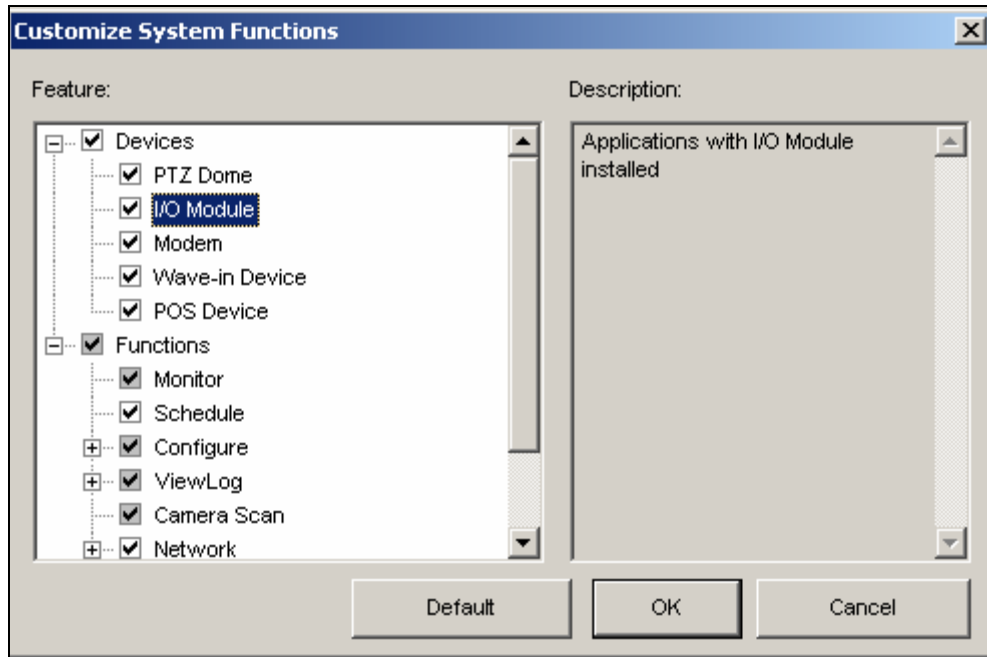 Customize System Functions
Feature:
Description:
Devices
PTZ Dome
I/O Module
Modem
Wave-in Device
POS Device
Functions
Monitor
Schedule
Configure
ViewLog
Camera Scan
Network
Applications with I/O Module
installed
Default
OK
Cancel